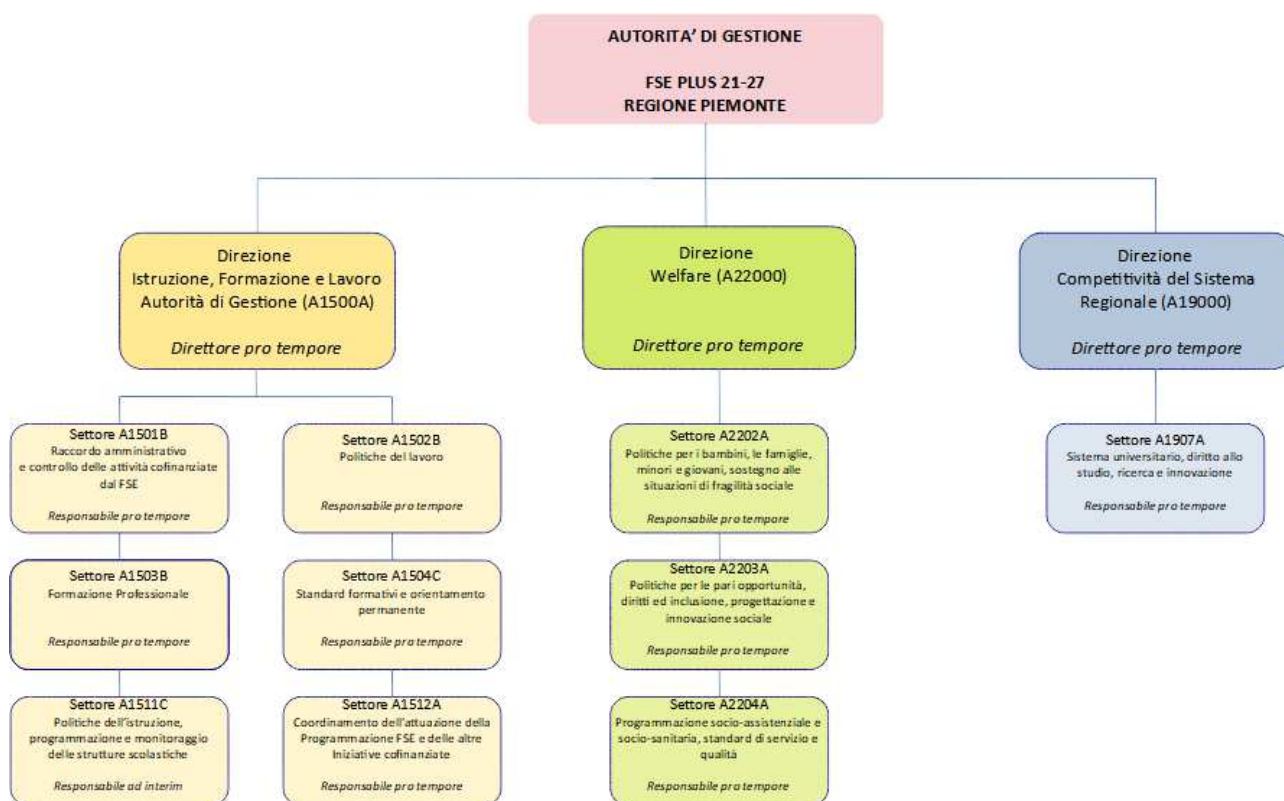 AUTORITA' DI GESTIONE
FSE PLUS 21-27
REGIONE PIEMONTE
Direzione
Istruzione, Formazione e Lavoro
Autorità di Gestione (A1500A)
Direttore pro tempore
Direzione
Welfare (A22000)
Direttore pro tempore
Direzione
Competitività del Sistema
Regionale (A19000)
Direttore pro tempore
Settore A1501B
Raccordo amministrativo
e controllo delle attività cofinanziate
dal FSE
Responsabile pro tempore
Settore A1502B
Politiche del lavoro
Responsabile pro tempore
Settore A2202A
Politiche per i bambini, le famiglie,
minori e giovani, sostegno alle
situazioni di fragilità sociale
Responsabile pro tempore
Settore A1907A
Sistema universitario, diritto allo
studio, ricerca e innovazione
Responsabile pro tempore
Settore A1503B
Formazione Professionale
Responsabile pro tempore
Settore A1504C
Standard formativi e orientamento
permanente
Responsabile pro tempore
Settore A2203A
Politiche per le pari opportunità,
diritti ed inclusione, progettazione e
innovazione sociale
Responsabile pro tempore
Settore A1511C
Politiche dell'istruzione,
programmazione e monitoraggio
delle strutture scolastiche
Responsabile ad interim
Settore A1512A
Coordinamento dell'attuazione della
Programmazione FSE e delle altre
Iniziative cofinanziate
Responsabile pro tempore
Settore A2204A
Programmazione socio-assistenziale e
socio-sanitaria, standard di servizio e
qualità
Responsabile pro tempore